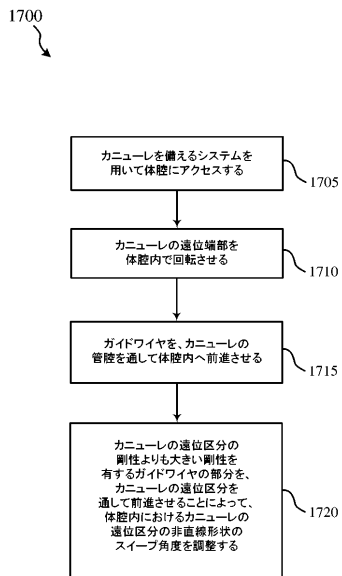 1700
カニューレを備えるシステムを
用いて体腔にアクセスする
1705
カニューレの遠位端部を
体腔内で回転させる
1710
ガイドワイヤを、カニューレの
管腔を通して体腔内へ前進させる
1715
カニューレの遠位区分の
剛性よりも大きい剛性を
有するガイドワイヤの部分を、
カニューレの遠位区分を
通して前進させることによって、
体腔内におけるカニューレの
遠位区分の非直線形状の
スイープ角度を調整する
1720